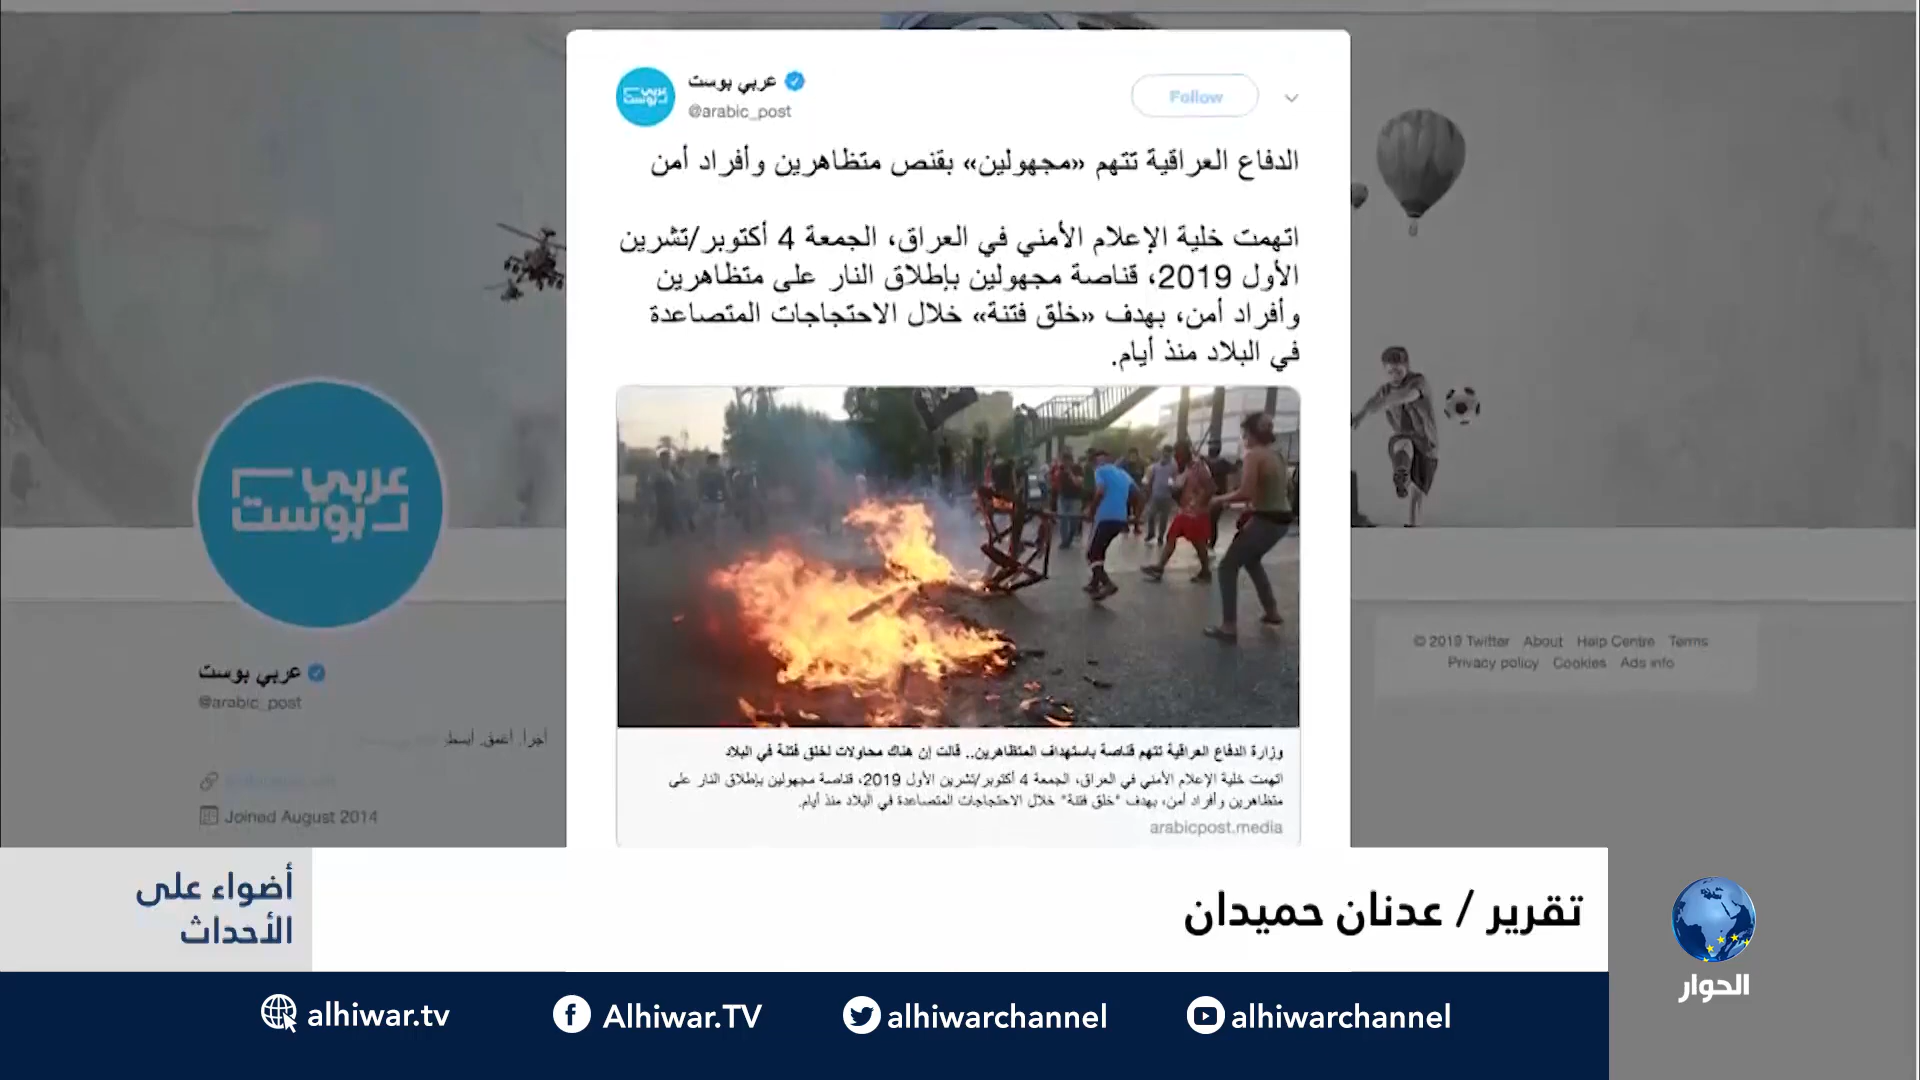 عربي بوست
@arabic_post
Follow
الدفاع العراقية تتهم «مجهولين» بقنص متظاهرين وأفراد أمن
اتهمت خلية الإعلام الأمني في العراق، الجمعة 4 أكتوبر/تشرين
الأول 2019، قناصة مجهولين بإطلاق النار على متظاهرين
وأفراد أمن، بهدف «خلق فتنة» خلال الاحتجاجات المتصاعدة
في البلاد منذ أيام.
وزارة الدفاع العراقية تتهم قناصة باستهداف المتظاهرين.. قالت إن هناك محاولات لخلق فتنة في البلاد
اتهمت خلية الإعلام الأمني في العراق، الجمعة 4 أكتوبر/تشرين الأول 2019، قناصة مجهولين بإطلاق النار على
متظاهرين وأفراد أمن، بهدف "خلق فتنة" خلال الاحتجاجات المتصاعدة في البلاد منذ أيام.
arabicpost.media
عربي
بوست
عربي
بوست
عربي بوست
@arabic_post
Joined August 2014
© 2019 Twitter About Help Centre Terms
Privacy policy Cookies Ads info
أضواء على
الأحداث
تقرير / عدنان حميدان
الحوار
alhiwar.tv
Alhiwar.TV
alhiwarchannel
alhiwarchannel